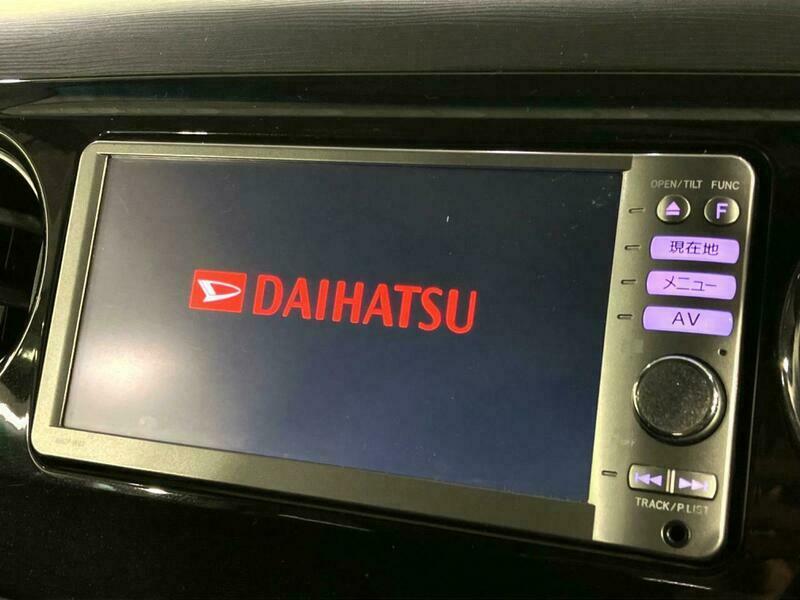 OPEN/TILT FUNC
F
現在地
メニュー
AV
DAIHATSU
TRACK/P.LIST